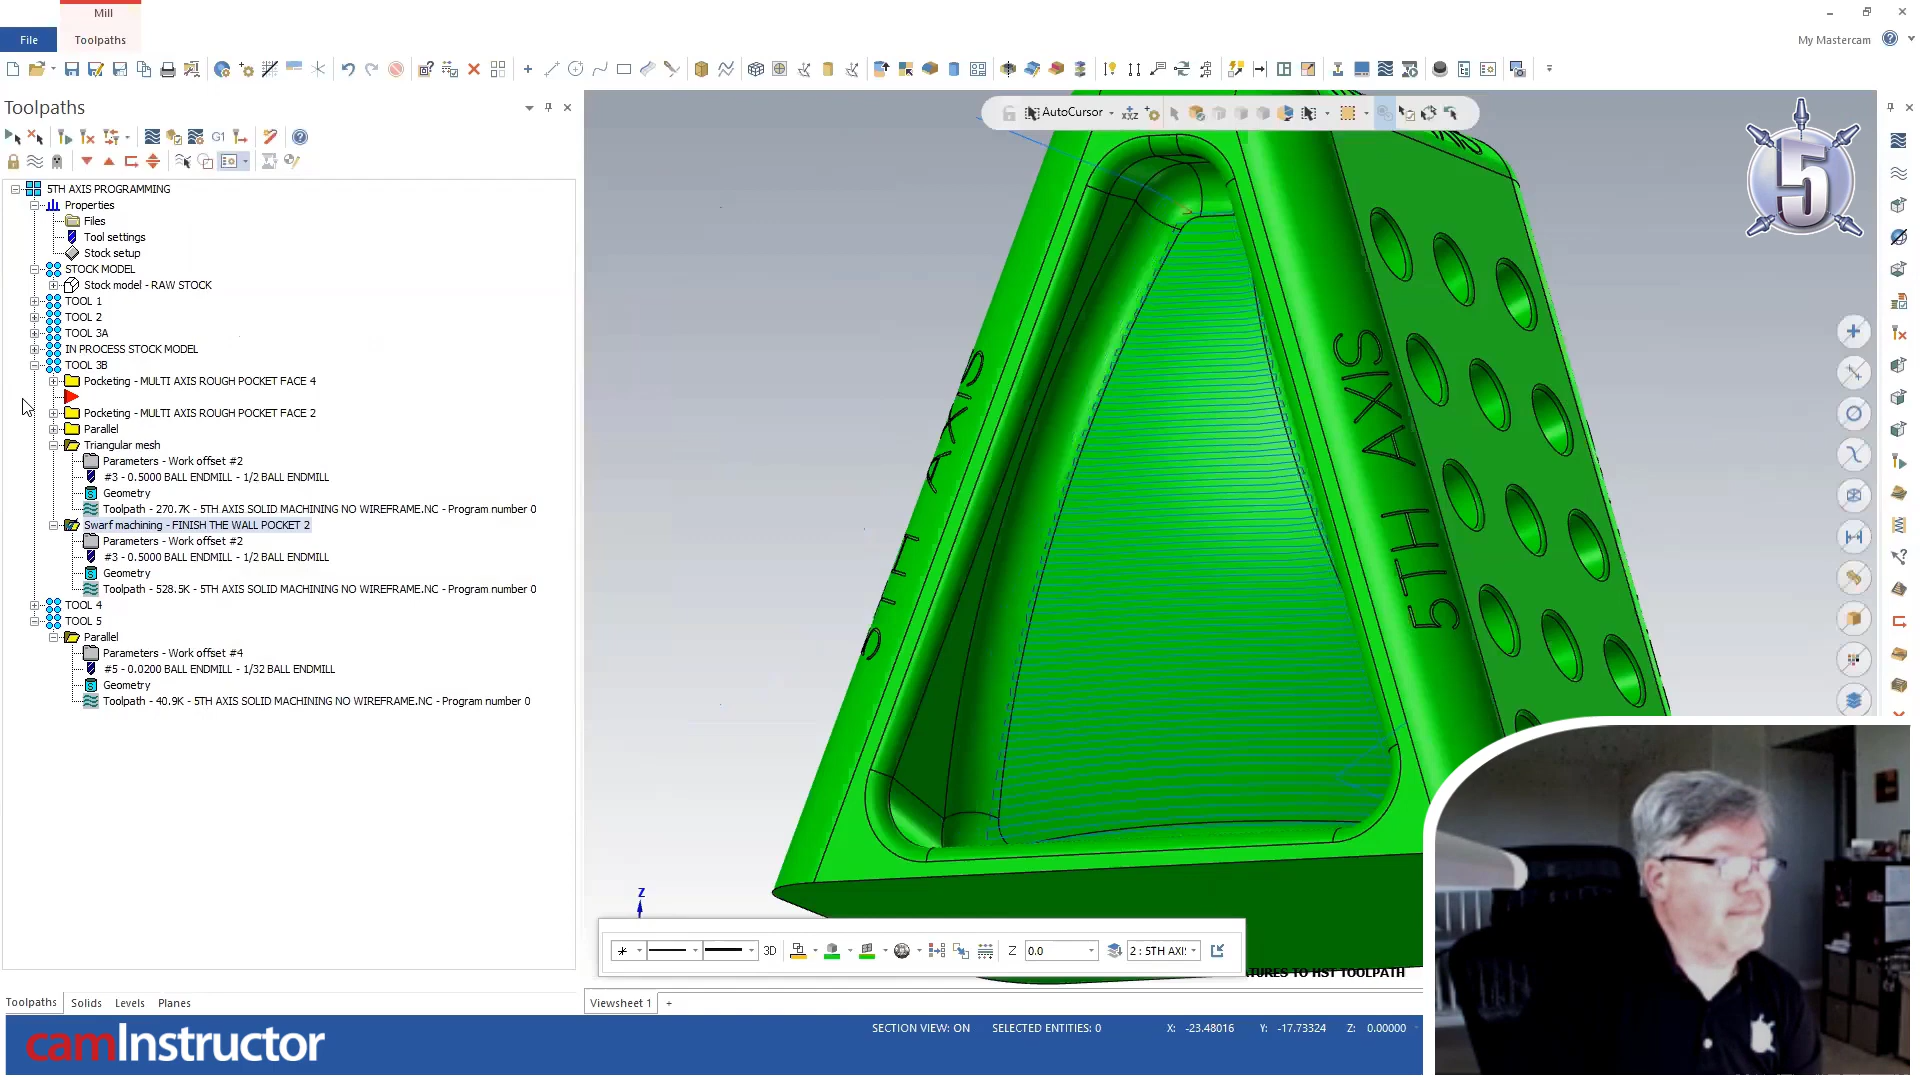 Mill
File
Toolpaths
My Mastercam
Toolpaths
AutoCursor
G1
5
5TH AXIS PROGRAMMING
Properties
Files
Tool settings
Stock setup
STOCK MODEL
Stock model - RAW STOCK
TOOL 1
TOOL 2
TOOL 3A
IN PROCESS STOCK MODEL
TOOL 3B
Pocketing - MULTI AXIS ROUGH POCKET FACE 4
Pocketing - MULTI AXIS ROUGH POCKET FACE 2
Parallel
Triangular mesh
Parameters - Work offset #2
#3 - 0.5000 BALL ENDMILL - 1/2 BALL ENDMILL
Geometry
Toolpath - 270.7K - 5TH AXIS SOLID MACHINING NO WIREFRAME.NC - Program number 0
Swarf machining - FINISH THE WALL POCKET 2
Parameters - Work offset #2
#3 - 0.5000 BALL ENDMILL - 1/2 BALL ENDMILL
Geometry
Toolpath - 528.5K - 5TH AXIS SOLID MACHINING NO WIREFRAME.NC - Program number 0
TOOL 4
TOOL 5
Parallel
Parameters - Work offset #4
#5 - 0.0200 BALL ENDMILL - 1/32 BALL ENDMILL
Geometry
Toolpath - 40.9K - 5TH AXIS SOLID MACHINING NO WIREFRAME.NC - Program number 0
5TH AXIS
Z
3D
Z
0.0
2 : 5TH AXI
TURES TO HST TOOLPATH
Toolpaths
Solids
Levels
Planes
Viewsheet 1
+
camInstructor
SECTION VIEW: ON
SELECTED ENTITIES: 0
X: -23.48016
Y: -17.73324
Z: 0.00000